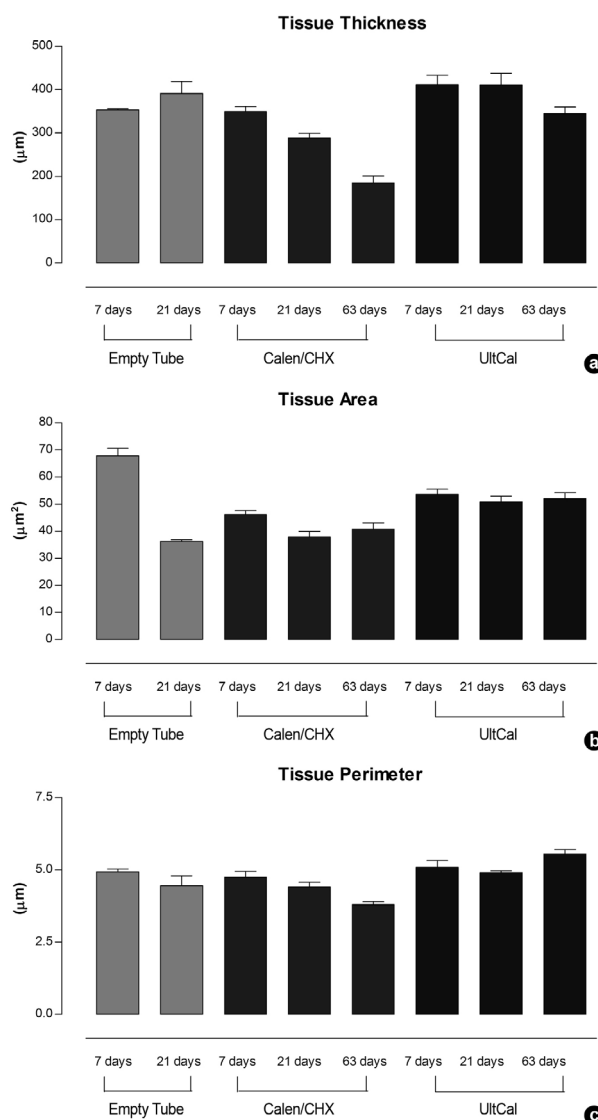 Tissue Thickness
500
400
300
200
100
0
(μm)
7 days 21 days 7 days 21 days 63 days 7 days 21 days 63 days
Empty Tube Calen/CHX UltCal
a
Tissue Area
80
70
60
50
40
30
20
10
0
(μm²)
7 days 21 days 7 days 21 days 63 days 7 days 21 days 63 days
Empty Tube Calen/CHX UltCal
b
Tissue Perimeter
7.5
5.0
2.5
0.0
(μm)
7 days 21 days 7 days 21 days 63 days 7 days 21 days 63 days
Empty Tube Calen/CHX UltCal
c